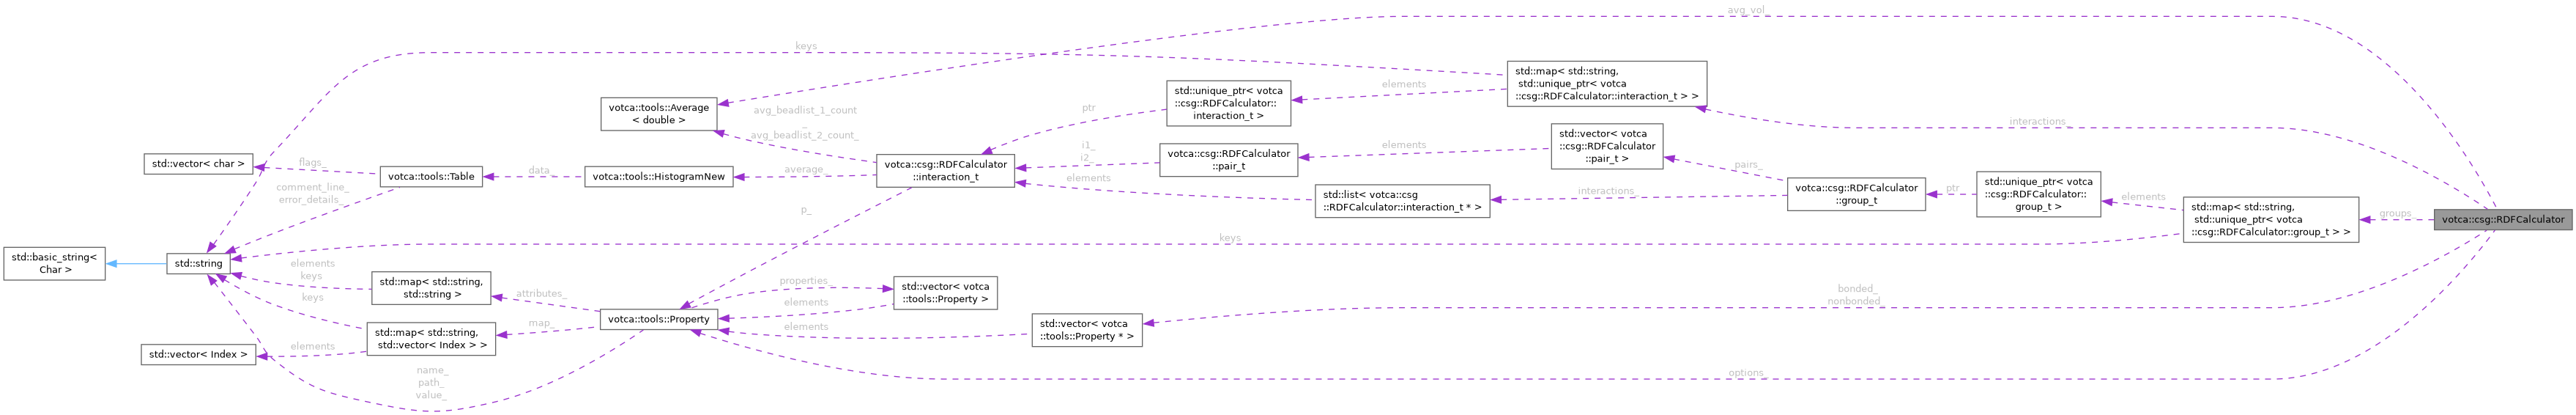 avg_vol_
keys
std::map< std::string,
std::unique_ptr< votca
::csg::RDFCalculator::interaction_t > >
elements
std::unique_ptr< votca
::csg::RDFCalculator::
interaction_t >
ptr
votca::tools::Average
< double >
avg_beadlist_1_count
_
avg_beadlist_2_count_
interactions_
std::vector< votca
::csg::RDFCalculator
::pair_t >
elements
votca::csg::RDFCalculator
::pair_t
i1_
i2_
votca::csg::RDFCalculator
::interaction_t
std::vector< char >
flags_
votca::tools::Table
data_
votca::tools::HistogramNew
average_
elements
pairs_
comment_line_
error_details_
std::list< votca::csg
::RDFCalculator::interaction_t * >
interactions_
votca::csg::RDFCalculator
::group_t
ptr
std::unique_ptr< votca
::csg::RDFCalculator::
group_t >
elements
std::map< std::string,
std::unique_ptr< votca
::csg::RDFCalculator::group_t > >
groups_
votca::csg::RDFCalculator
p_
keys
std::basic_string<
Char >
std::string
elements
keys
std::map< std::string,
std::string >
attributes_
properties_
std::vector< votca
::tools::Property >
elements
bonded_
nonbonded_
keys
std::map< std::string,
std::vector< Index > >
map_
votca::tools::Property
elements
std::vector< votca
::tools::Property * >
std::vector< Index >
elements
options_
name_
path_
value_